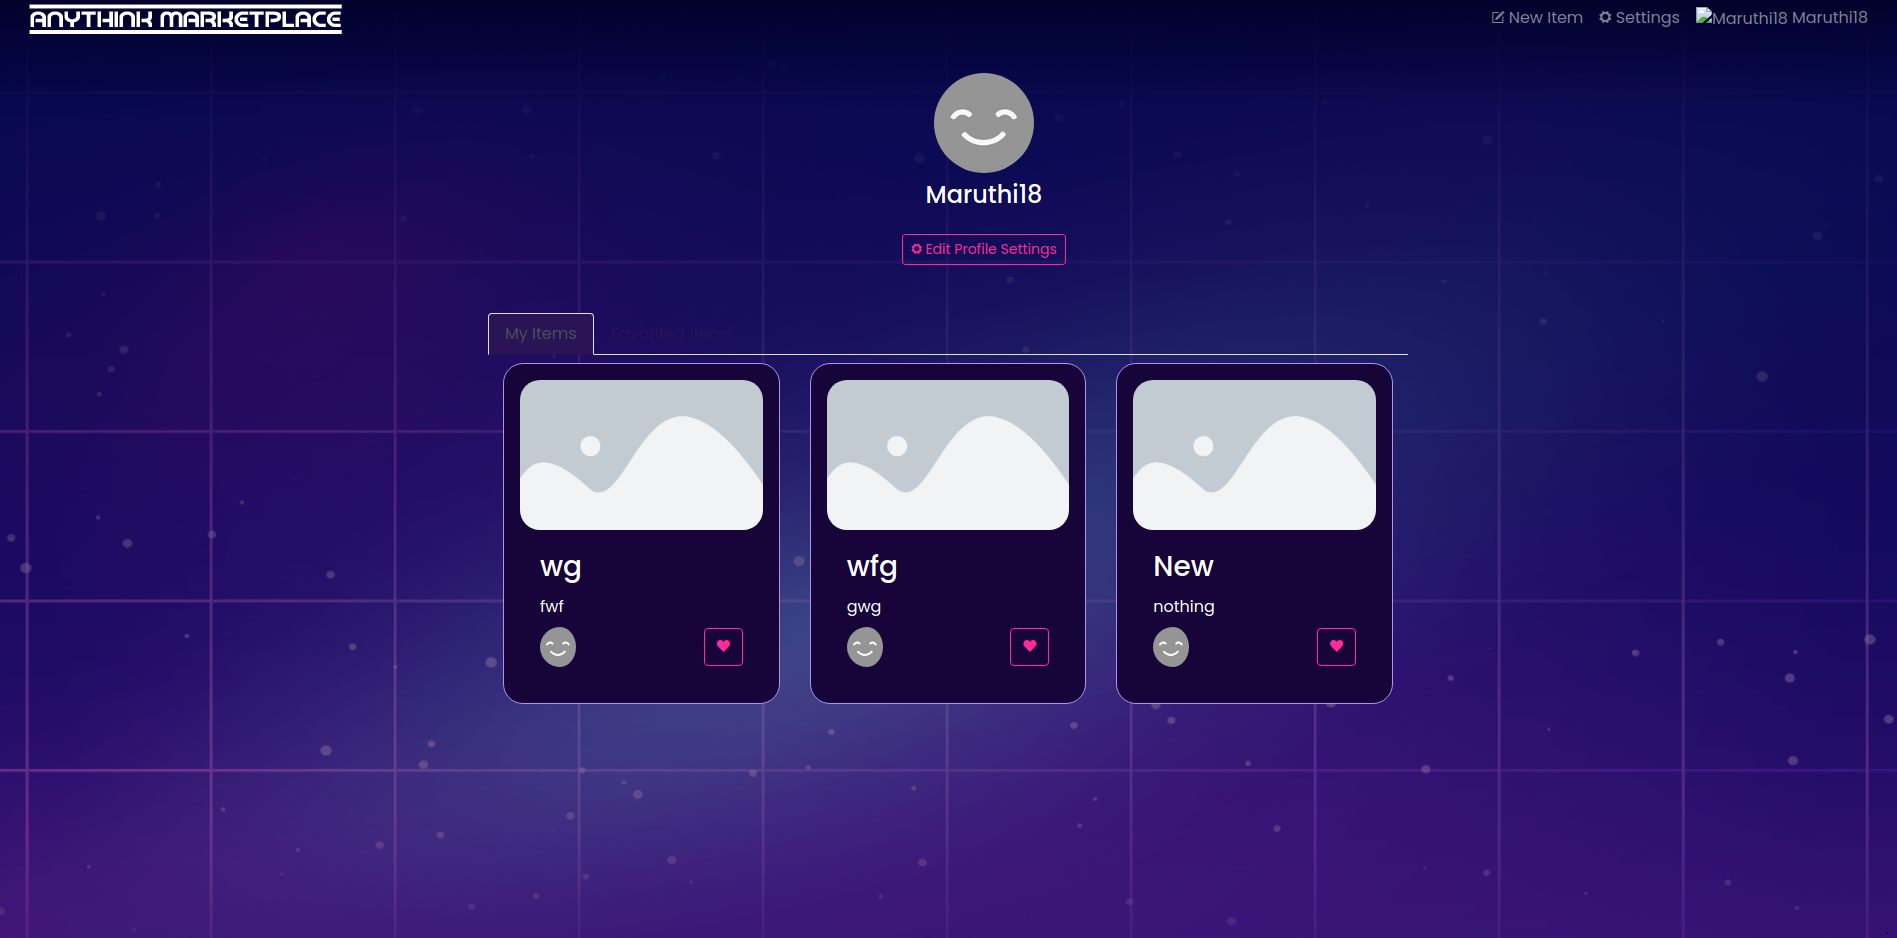 ANYTHINK MARKETPLACE
New Item Settings Maruthi18 Maruthi18
Maruthi18
Edit Profile Settings
My Items Favorited Items
wg
fwf
wfg
gwg
New
nothing